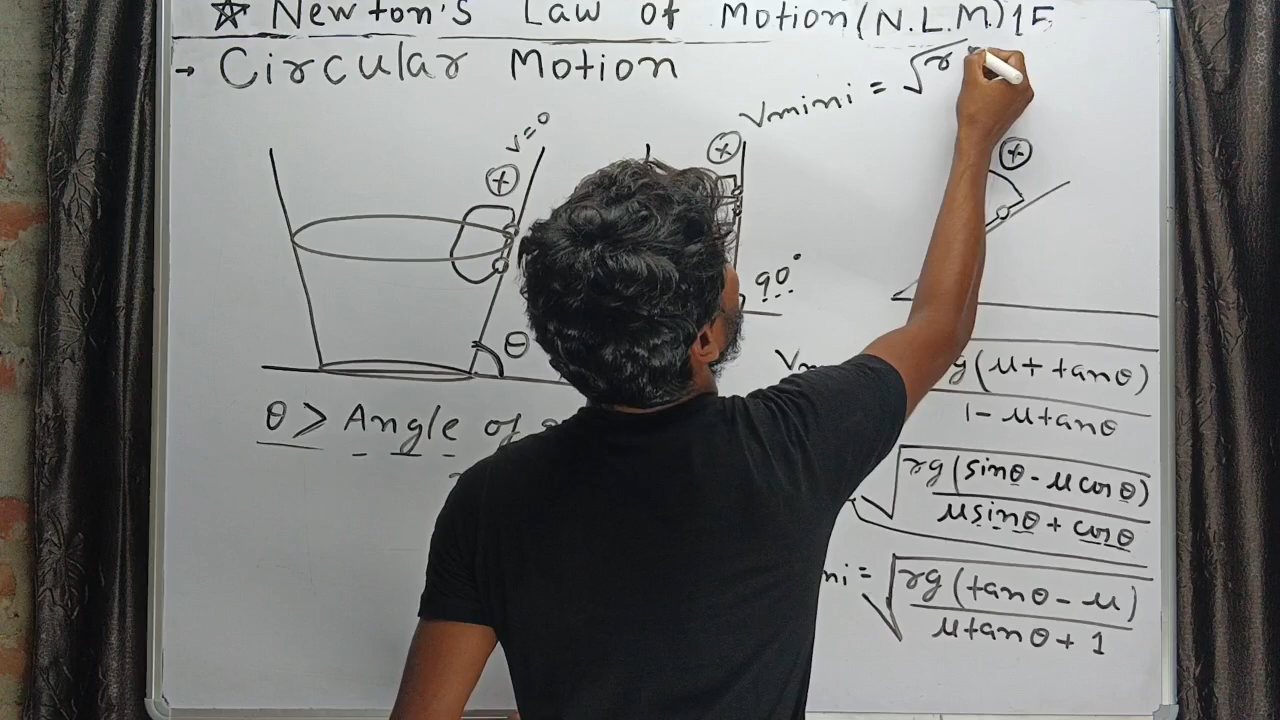 ☆ Newton's Law of Motion (N.L.M) 15
→ Circular Motion
Vmini = √r
v=0
+
+
+
90°
θ
g(μ + tanθ)
1 - μtanθ
θ ≥ Angle of
rg(sinθ - μcosθ)
μsinθ + cosθ
ni = √rg(tanθ - μ)
μtanθ + 1